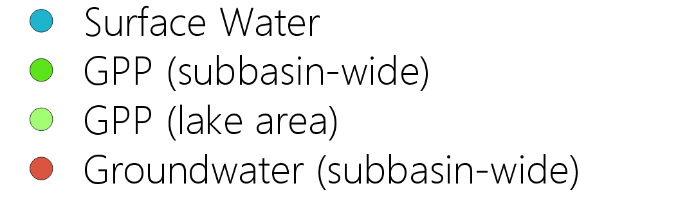 Surface Water
GPP (subbasin-wide)
GPP (lake area)
Groundwater (subbasin-wide)